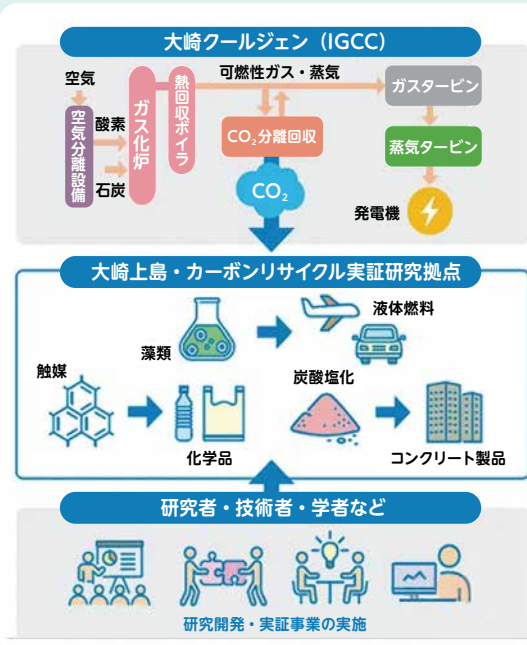 大崎クールジェン（IGCC）
空気
空気分離設備
酸素
石炭
ガス化炉
熱回収ボイラ
可燃性ガス・蒸気
CO₂分離回収
CO₂
ガスタービン
蒸気タービン
発電機
大崎上島・カーボンリサイクル実証研究拠点
藻類
液体燃料
触媒
化学品
炭酸塩化
コンクリート製品
研究者・技術者・学者など
研究開発・実証事業の実施